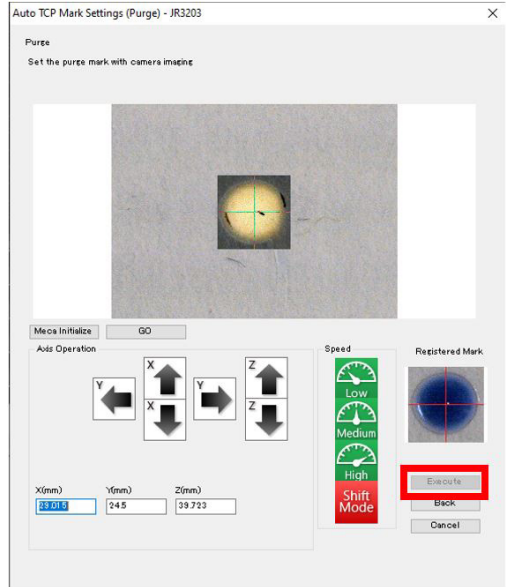 Auto TCP Mark Settings (Purge) - JR3203
Purge
Set the purge mark with camera imaging
Meca Initialize
GO
Axis Operation
Y
X
X
Y
Z
Z
Speed
Low
Medium
High
Shift
Mode
Registered Mark
X(mm)
Y(mm)
Z(mm)
29.015
24.5
39.723
Execute
Back
Cancel